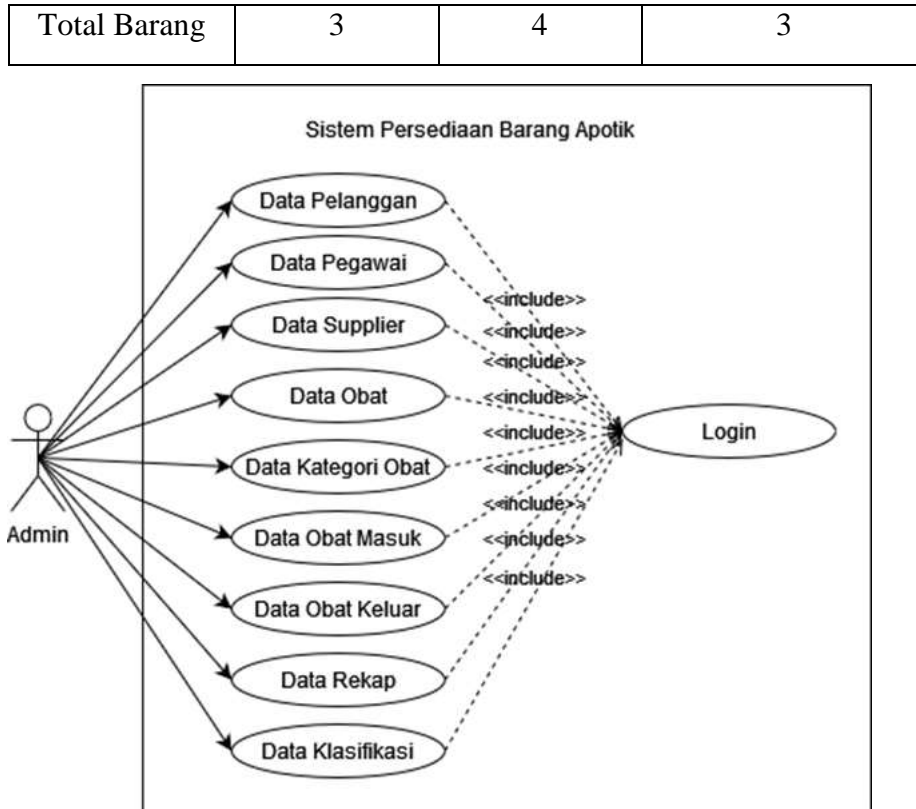 Total Barang 3 4 3
Sistem Persediaan Barang Apotik
Data Pelanggan
Data Pegawai
<<include>>
Data Supplier
<<include>>
<<include>>
Data Obat
<<include>>
<<include>>
Login
Data Kategori Obat
<<include>>
<<include>>
Admin
Data Obat Masuk
<<include>>
<<include>>
Data Obat Keluar
Data Rekap
Data Klasifikasi